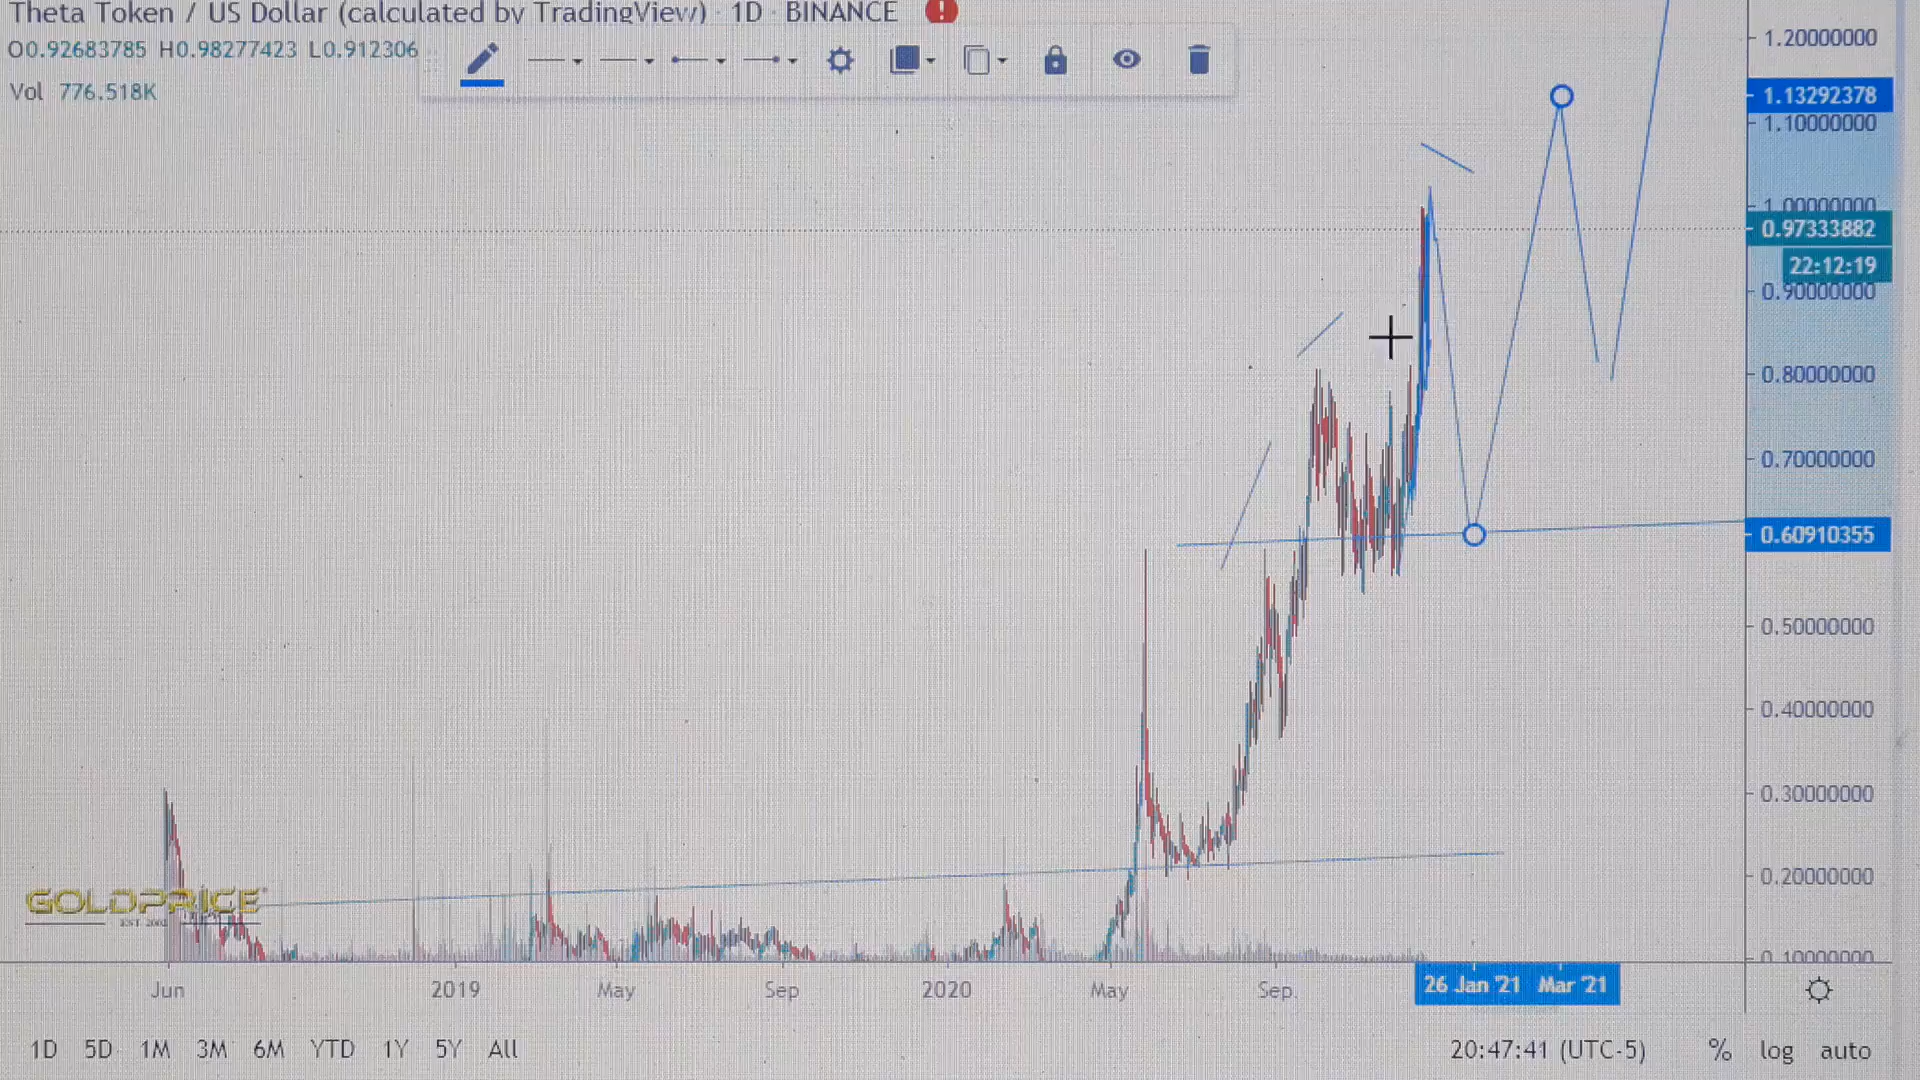 Theta Token / US Dollar (calculated by TradingView) · 1D · BINANCE
O0.92683785 H0.98277423 L0.912306
Vol 776.518K
1.20000000
1.13292378
1.10000000
1.00000000
0.97333882
22:12:19
0.90000000
0.80000000
0.70000000
0.60910355
0.50000000
0.40000000
0.30000000
0.20000000
GOLDPRICE
EST 2002
0.10000000
Jun 2019 May Sep 2020 May Sep 26 Jan '21 Mar '21
1D 5D 1M 3M 6M YTD 1Y 5Y All 20:47:41 (UTC-5) % log auto